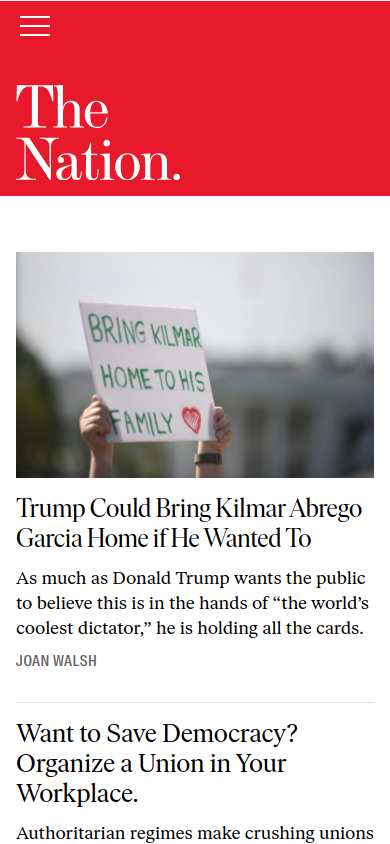 The
Nation.
BRING KILMAR
HOME TO HIS
FAMILY
Trump Could Bring Kilmar Abrego
Garcia Home if He Wanted To
As much as Donald Trump wants the public
to believe this is in the hands of “the world’s
coolest dictator,” he is holding all the cards.
JOAN WALSH
Want to Save Democracy?
Organize a Union in Your
Workplace.
Authoritarian regimes make crushing unions